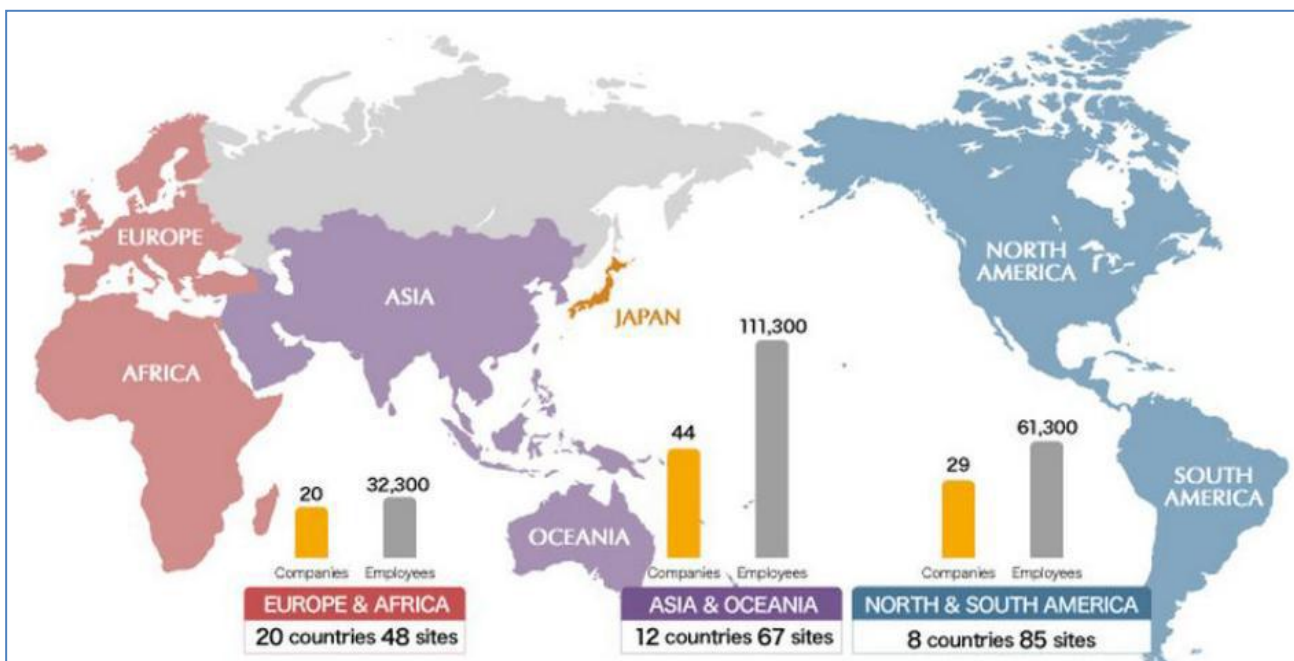 EUROPE
AFRICA
ASIA
JAPAN
OCEANIA
NORTH
AMERICA
SOUTH
AMERICA
20
32,300
Companies
Employees
EUROPE & AFRICA
20 countries 48 sites
44
111,300
Companies
Employees
ASIA & OCEANIA
12 countries 67 sites
29
61,300
Companies
Employees
NORTH & SOUTH AMERICA
8 countries 85 sites